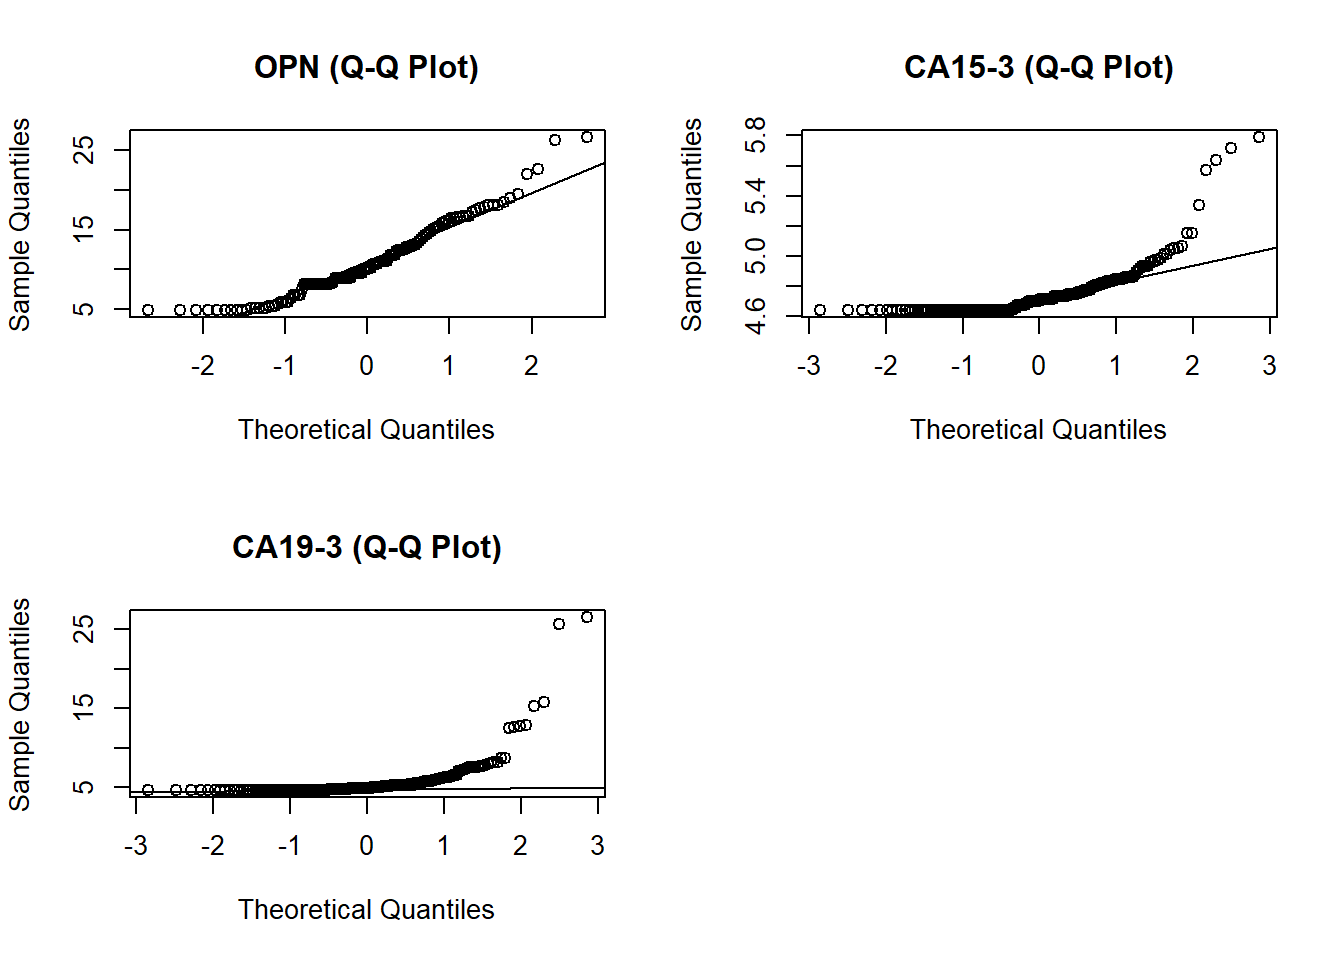 OPN (Q-Q Plot)
Sample Quantiles
25
15
5
-2 -1 0 1 2
Theoretical Quantiles
CA15-3 (Q-Q Plot)
Sample Quantiles
5.8
5.4
5.0
4.6
-3 -2 -1 0 1 2 3
Theoretical Quantiles
CA19-3 (Q-Q Plot)
Sample Quantiles
25
15
5
-3 -2 -1 0 1 2 3
Theoretical Quantiles